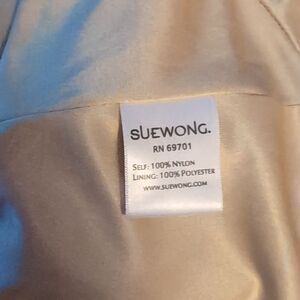 sUEWONG.
RN 69701
SELF: 100% NYLON
LINING: 100% POLYESTER
WWW.SUEWONG.COM